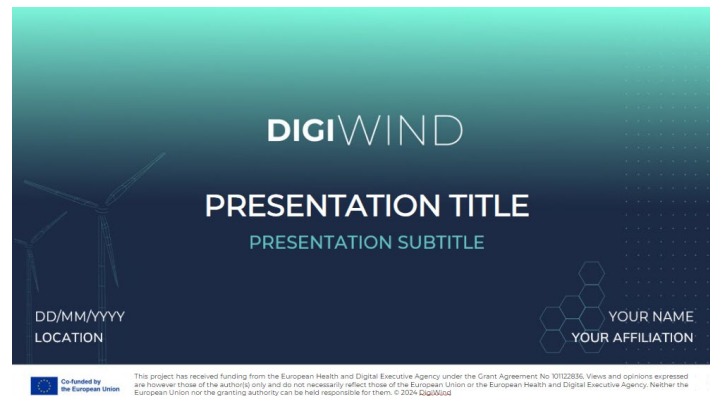 DIGIWIND
PRESENTATION TITLE
PRESENTATION SUBTITLE
DD/MM/YYYY
LOCATION
YOUR NAME
YOUR AFFILIATION
Co-funded by
the European Union
This project has received funding from the European Health and Digital Executive Agency under the Grant Agreement No 101122836. Views and opinions expressed
are however those of the author(s) only and do not necessarily reflect those of the European Union or the European Health and Digital Executive Agency. Neither the
European Union nor the granting authority can be held responsible for them. © 2024 DigiWind